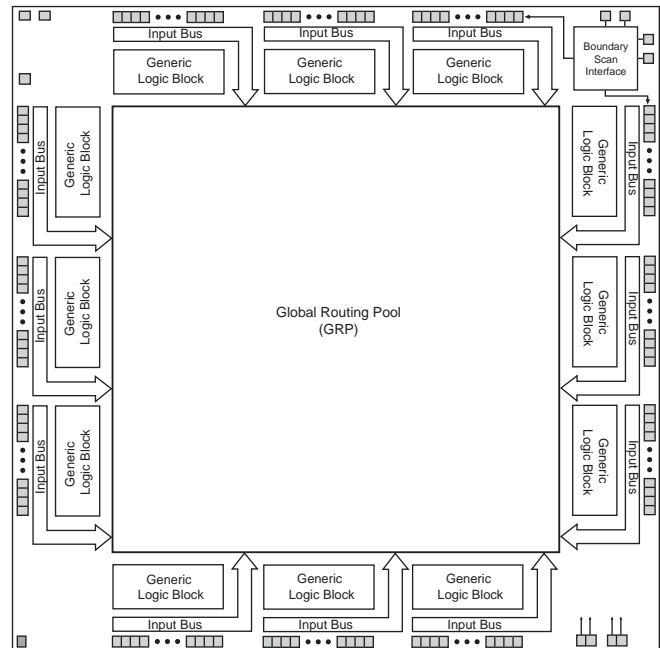 Input Bus
Input Bus
Input Bus
Generic
Logic Block
Generic
Logic Block
Generic
Logic Block
Boundary
Scan
Interface
Input Bus
Generic
Logic Block
Generic
Logic Block
Input Bus
Input Bus
Generic
Logic Block
Global Routing Pool
(GRP)
Generic
Logic Block
Input Bus
Input Bus
Generic
Logic Block
Generic
Logic Block
Input Bus
Generic
Logic Block
Generic
Logic Block
Generic
Logic Block
Input Bus
Input Bus
Input Bus